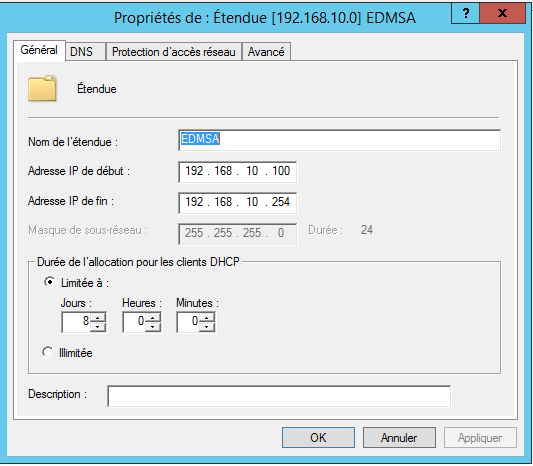 Propriétés de : Étendue [192.168.10.0] EDMSA ? x
Général DNS Protection d'accès réseau Avancé
Étendue
Nom de l'étendue : EDMSA
Adresse IP de début : 192 . 168 . 10 . 100
Adresse IP de fin : 192 . 168 . 10 . 254
Masque de sous-réseau : 255 . 255 . 255 . 0 Durée : 24
Durée de l'allocation pour les clients DHCP
Limitée à :
Jours : Heures : Minutes :
8 0 0
Illimitée
Description :
OK Annuler Appliquer